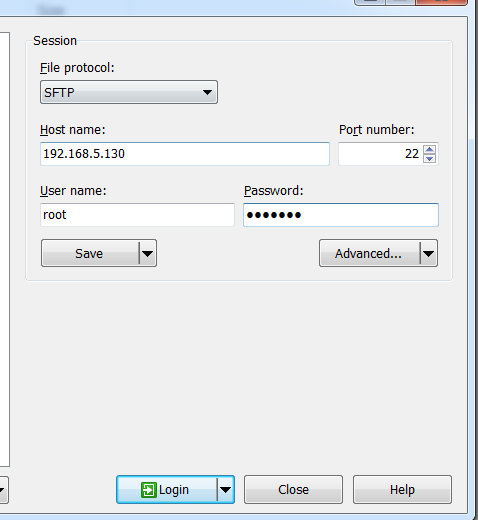 Session
File protocol:
SFTP
Host name: Port number:
192.168.5.130 22
User name: Password:
root •••••••
Save Advanced...
Login Close Help